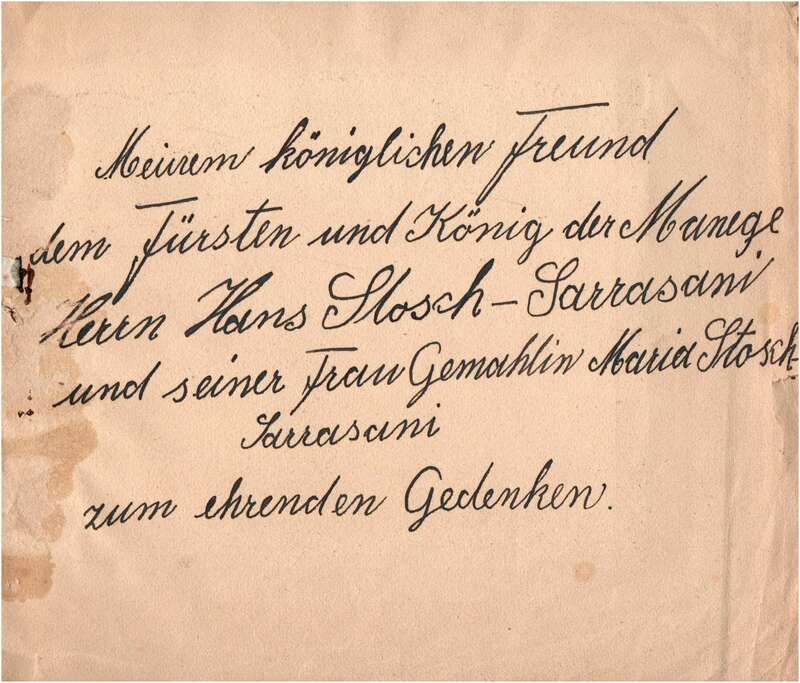 Meinem königlichen Freund
dem Fürsten und König der Manege
Herrn Hans Stosch-Sarrasani
und seiner Frau Gemahlin Maria Stosch-
Sarrasani
zum ehrenden Gedenken.